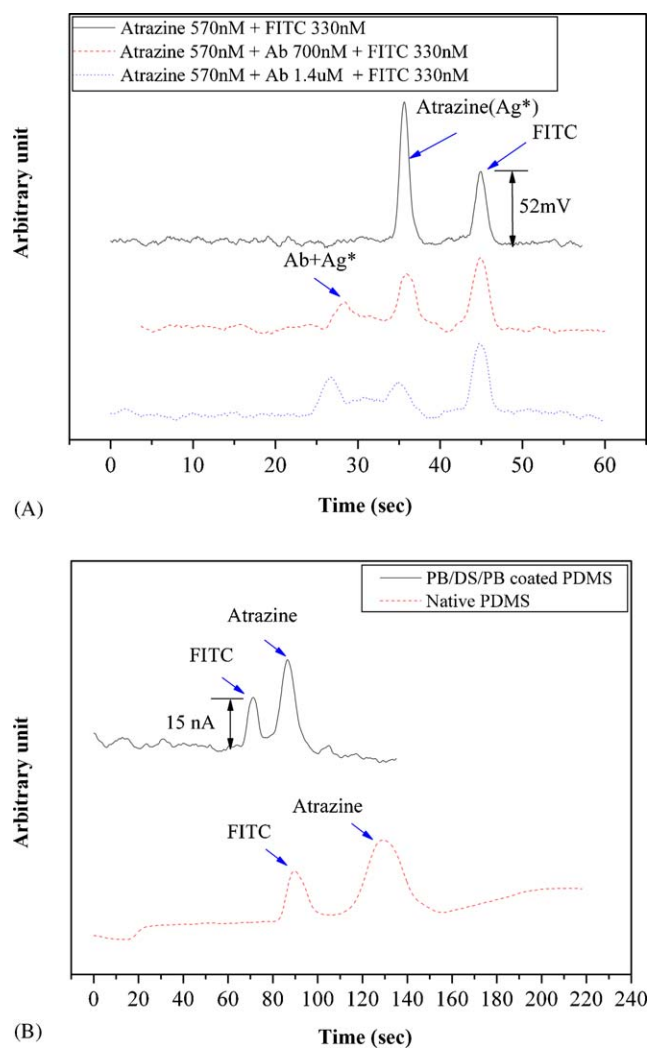 Atrazine 570nM + FITC 330nM
Atrazine 570nM + Ab 700nM + FITC 330nM
Atrazine 570nM + Ab 1.4uM + FITC 330nM
Atrazine(Ag*)
FITC
52mV
Ab+Ag*
Arbitrary unit
0 10 20 30 40 50 60
Time (sec)
(A)
PB/DS/PB coated PDMS
Native PDMS
Atrazine
FITC
15 nA
Atrazine
FITC
Arbitrary unit
0 20 40 60 80 100 120 140 160 180 200 220 240
Time (sec)
(B)